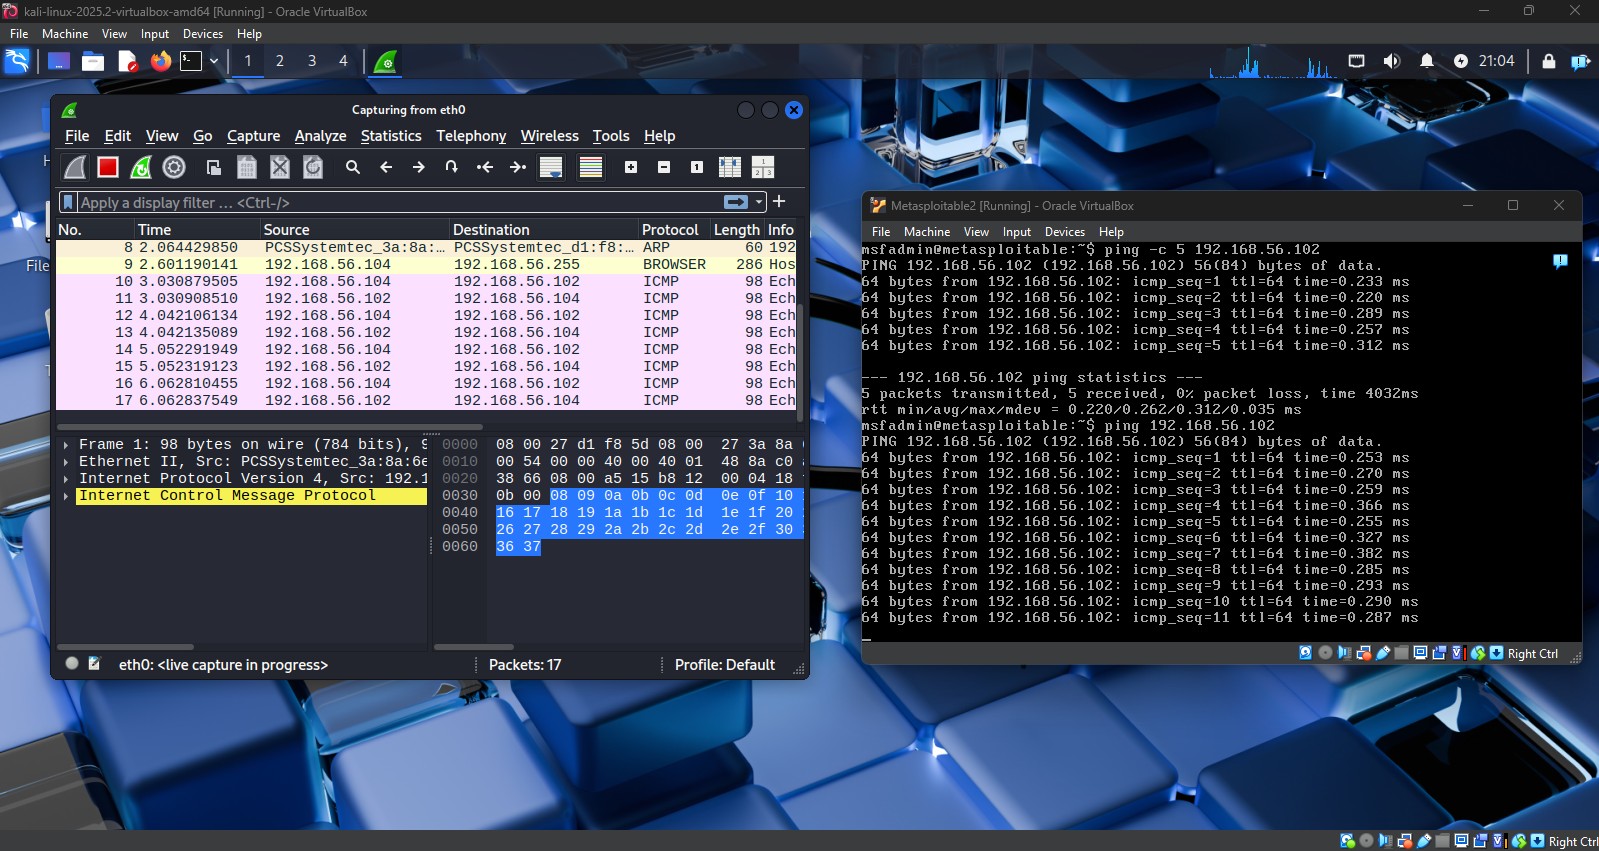 kali-linux-2025.2-virtualbox-amd64 [Running] - Oracle VirtualBox
File Machine View Input Devices Help
1 2 3 4
21:04
Capturing from eth0
File Edit View Go Capture Analyze Statistics Telephony Wireless Tools Help
Apply a display filter ... <Ctrl-/>
No. Time Source Destination Protocol Length Info
8 2.064429850 PCSSystemtec_3a:8a:… PCSSystemtec_d1:f8:… ARP 60 192
9 2.601190141 192.168.56.104 192.168.56.255 BROWSER 286 Hos
10 3.030879505 192.168.56.104 192.168.56.102 ICMP 98 Ech
11 3.030908510 192.168.56.102 192.168.56.104 ICMP 98 Ech
12 4.042106134 192.168.56.104 192.168.56.102 ICMP 98 Ech
13 4.042135089 192.168.56.102 192.168.56.104 ICMP 98 Ech
14 5.052291949 192.168.56.104 192.168.56.102 ICMP 98 Ech
15 5.052319123 192.168.56.102 192.168.56.104 ICMP 98 Ech
16 6.062810455 192.168.56.104 192.168.56.102 ICMP 98 Ech
17 6.062837549 192.168.56.102 192.168.56.104 ICMP 98 Ech
Frame 1: 98 bytes on wire (784 bits), 9
Ethernet II, Src: PCSSystemtec_3a:8a:6e
Internet Protocol Version 4, Src: 192.1
Internet Control Message Protocol
0000 08 00 27 d1 f8 5d 08 00 27 3a 8a
0010 00 54 00 00 40 00 40 01 48 8a c0
0020 38 66 08 00 a5 15 b8 12 00 04 18
0030 0b 00 08 09 0a 0b 0c 0d 0e 0f 10
0040 16 17 18 19 1a 1b 1c 1d 1e 1f 20
0050 26 27 28 29 2a 2b 2c 2d 2e 2f 30
0060 36 37
eth0: <live capture in progress> Packets: 17 Profile: Default
Metasploitable2 [Running] - Oracle VirtualBox
File Machine View Input Devices Help
msfadmin@metasploitable:~$ ping -c 5 192.168.56.102
PING 192.168.56.102 (192.168.56.102) 56(84) bytes of data.
64 bytes from 192.168.56.102: icmp_seq=1 ttl=64 time=0.233 ms
64 bytes from 192.168.56.102: icmp_seq=2 ttl=64 time=0.220 ms
64 bytes from 192.168.56.102: icmp_seq=3 ttl=64 time=0.289 ms
64 bytes from 192.168.56.102: icmp_seq=4 ttl=64 time=0.257 ms
64 bytes from 192.168.56.102: icmp_seq=5 ttl=64 time=0.312 ms
--- 192.168.56.102 ping statistics ---
5 packets transmitted, 5 received, 0% packet loss, time 4032ms
rtt min/avg/max/mdev = 0.220/0.262/0.312/0.035 ms
msfadmin@metasploitable:~$ ping 192.168.56.102
PING 192.168.56.102 (192.168.56.102) 56(84) bytes of data.
64 bytes from 192.168.56.102: icmp_seq=1 ttl=64 time=0.253 ms
64 bytes from 192.168.56.102: icmp_seq=2 ttl=64 time=0.270 ms
64 bytes from 192.168.56.102: icmp_seq=3 ttl=64 time=0.259 ms
64 bytes from 192.168.56.102: icmp_seq=4 ttl=64 time=0.366 ms
64 bytes from 192.168.56.102: icmp_seq=5 ttl=64 time=0.255 ms
64 bytes from 192.168.56.102: icmp_seq=6 ttl=64 time=0.327 ms
64 bytes from 192.168.56.102: icmp_seq=7 ttl=64 time=0.382 ms
64 bytes from 192.168.56.102: icmp_seq=8 ttl=64 time=0.285 ms
64 bytes from 192.168.56.102: icmp_seq=9 ttl=64 time=0.293 ms
64 bytes from 192.168.56.102: icmp_seq=10 ttl=64 time=0.290 ms
64 bytes from 192.168.56.102: icmp_seq=11 ttl=64 time=0.287 ms
Right Ctrl
Right Ctrl